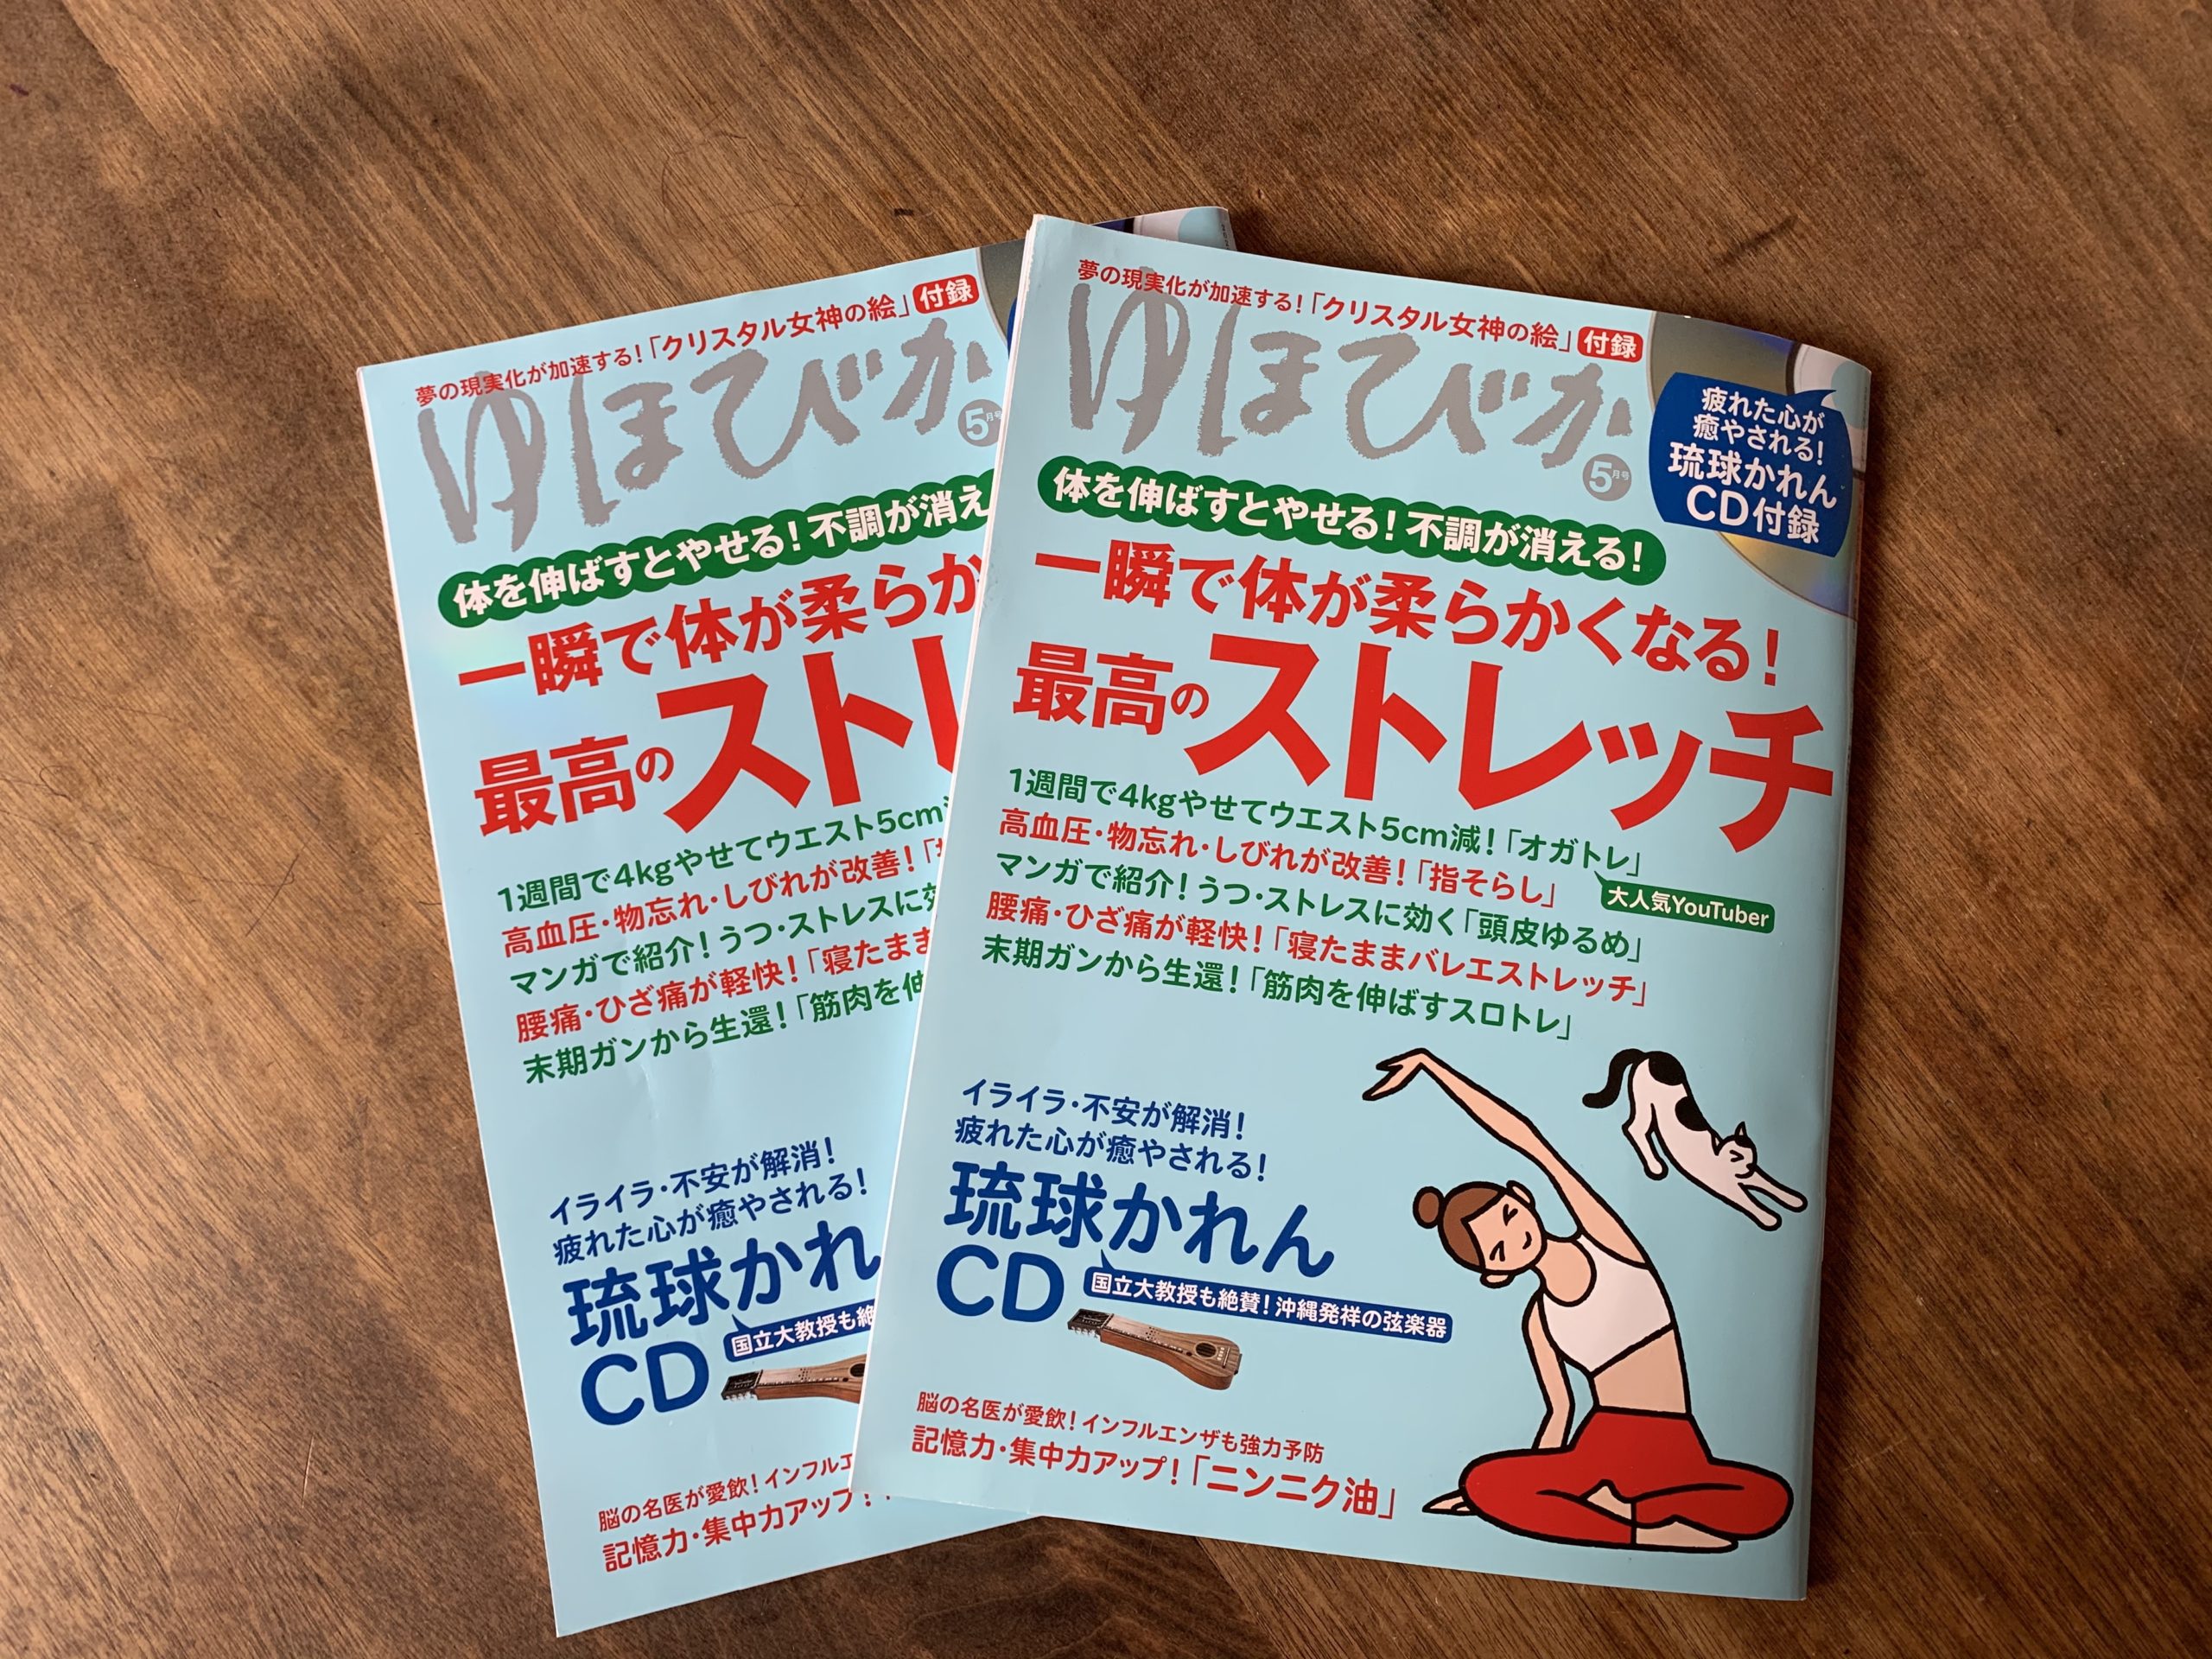 夢の現実化が加速する！「クリスタル女神の絵」付録
ゆほびか
5月号
体を伸ばすとやせる！不調が消え
一瞬で体が柔らか
最高のスト
1週間で4kgやせてウエスト5cm
高血圧・物忘れ・しびれが改善！「
マンガで紹介！うつ・ストレスに
腰痛・ひざ痛が軽快！「寝たまま
末期ガンから生還！「筋肉を伸
イライラ・不安が解消！
疲れた心が癒やされる！
琉球かれ
CD
国立大教授も絶
脳の名医が愛飲！インフルエ
記憶力・集中力アップ！
夢の現実化が加速する！「クリスタル女神の絵」付録
ゆほびか
5月号
疲れた心が
癒やされる！
琉球かれん
CD付録
体を伸ばすとやせる！不調が消える！
一瞬で体が柔らかくなる！
最高のストレッチ
1週間で4kgやせてウエスト5cm減！「オガトレ」
大人気YouTuber
高血圧・物忘れ・しびれが改善！「指そらし」
マンガで紹介！うつ・ストレスに効く「頭皮ゆるめ」
腰痛・ひざ痛が軽快！「寝たままバレエストレッチ」
末期ガンから生還！「筋肉を伸ばすスロトレ」
イライラ・不安が解消！
疲れた心が癒やされる！
琉球かれん
CD
国立大教授も絶賛！沖縄発祥の弦楽器
脳の名医が愛飲！インフルエンザも強力予防
記憶力・集中力アップ！「ニンニク油」